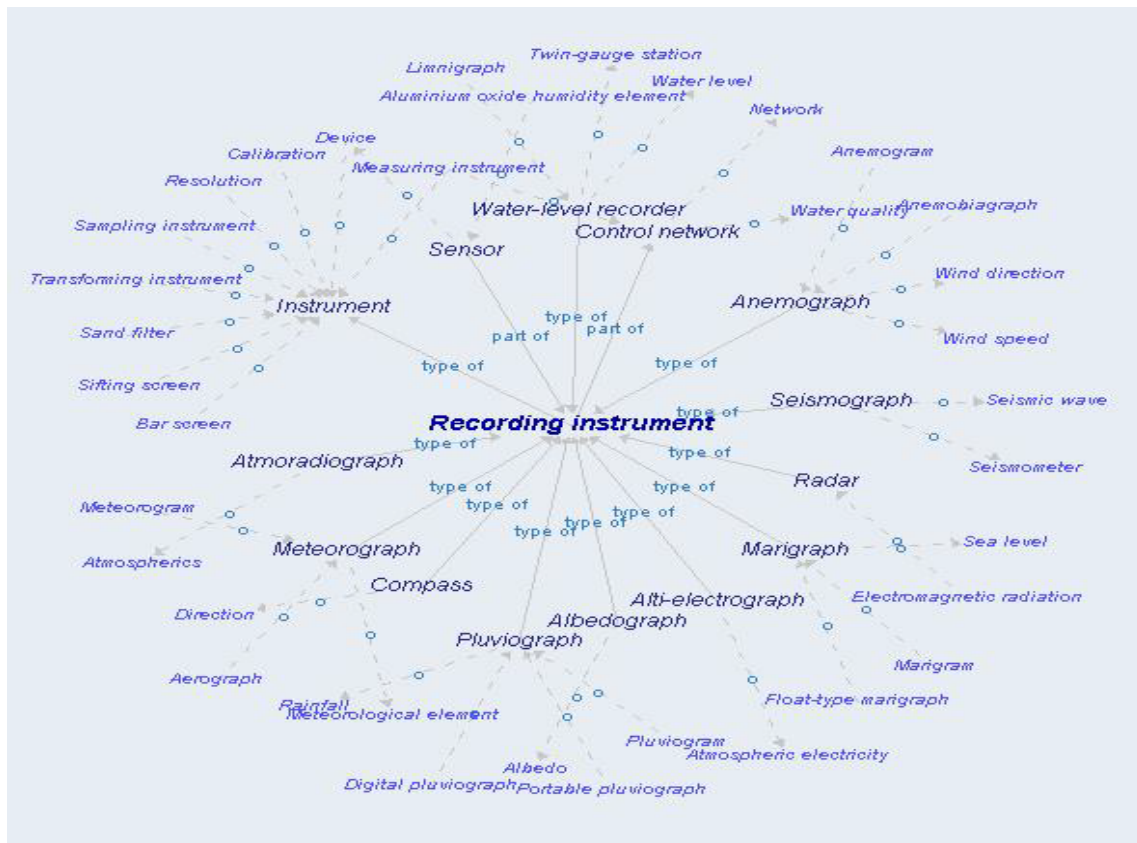 Twin-gauge station
Limnigraph
Water level
Aluminium oxide humidity element
Network
Device
Calibration
Anemogram
Measuring instrument
Resolution
Anemobiagraph
Water-level recorder
Water quality
Sampling instrument
Control network
Sensor
Wind direction
Transforming instrument
Instrument
Anemograph
type of
Sand filter
part of
part of
Wind speed
type of
type of
Sifting screen
Seismograph
Seismic wave
type of
Bar screen
Recording instrument
type of
type of
Atmoradiograph
Seismometer
Radar
type of
type of
Meteorogram
type of
type of
type of
type of
type of
Meteorograph
Marigraph
Sea level
Atmospherics
Compass
Alti-electrograph
Electromagnetic radiation
Direction
Albedograph
Pluviograph
Marigram
Aerograph
Float-type marigraph
Rainfall
Meteorological element
Pluviogram
Atmospheric electricity
Albedo
Digital pluviograph
Portable pluviograph